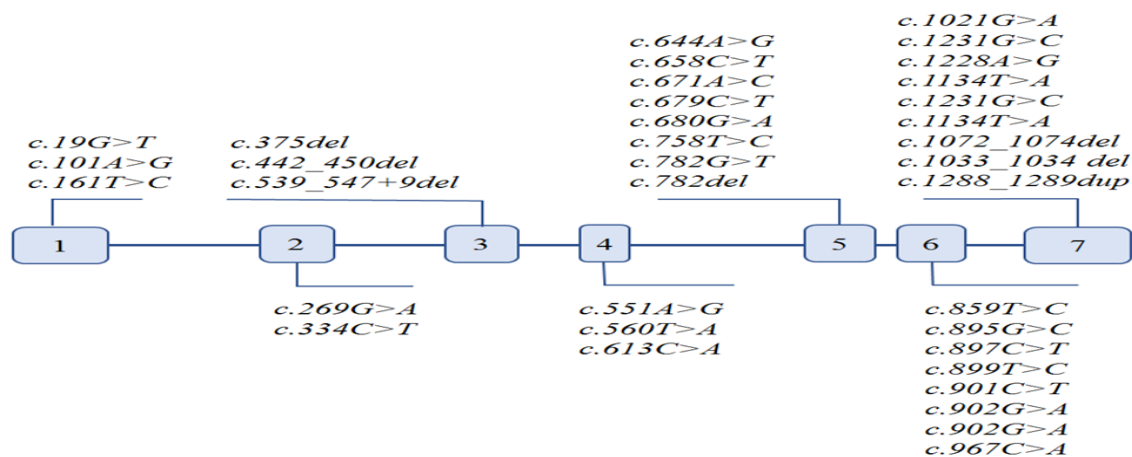 c.19G>T
c.101A>G
c.161T>C
c.375del
c.442_450del
c.539_547+9del
c.644A>G
c.658C>T
c.671A>C
c.679C>T
c.680G>A
c.758T>C
c.782G>T
c.782del
c.1021G>A
c.1231G>C
c.1228A>G
c.1134T>A
c.1231G>C
c.1134T>A
c.1072_1074del
c.1033_1034 del
c.1288_1289dup
1 2 3 4 5 6 7
c.269G>A
c.334C>T
c.551A>G
c.560T>A
c.613C>A
c.859T>C
c.895G>C
c.897C>T
c.899T>C
c.901C>T
c.902G>A
c.902G>A
c.967C>A